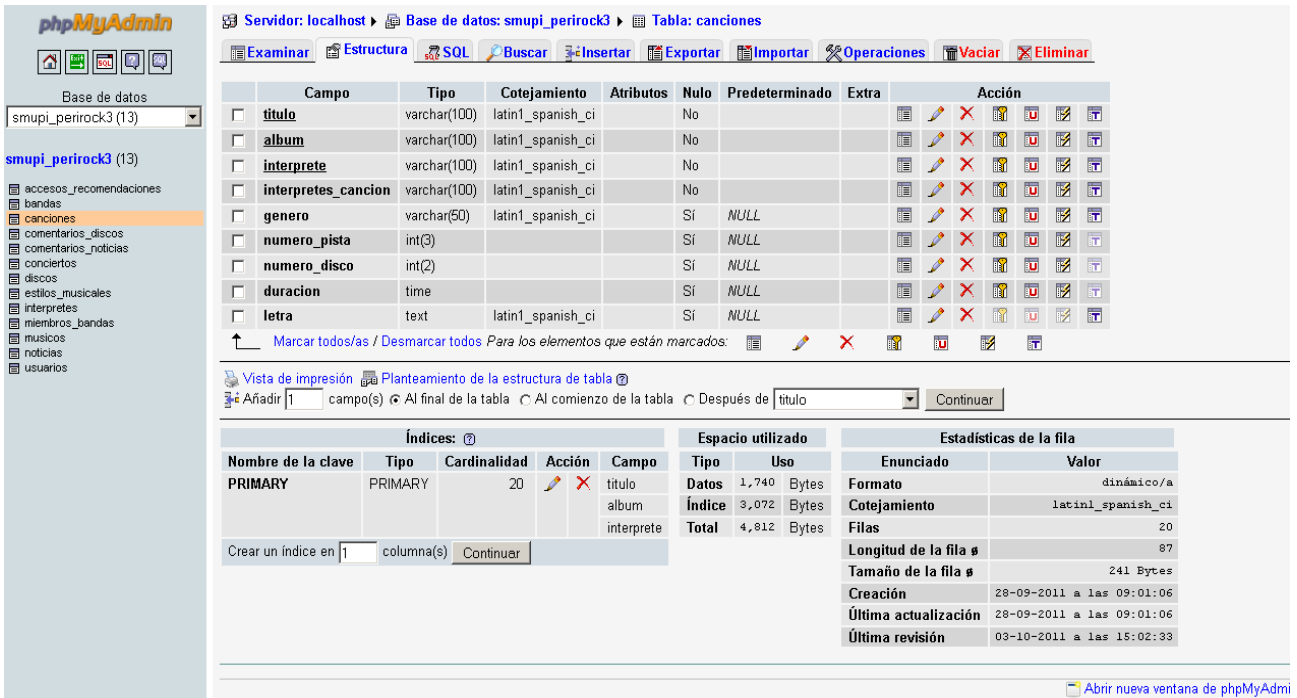 phpMyAdmin
Base de datos
smupi_perirock3 (13)
smupi_perirock3 (13)
accesos_recomendaciones
bandas
canciones
comentarios_discos
comentarios_noticias
conciertos
discos
estilos_musicales
interpretes
miembros_bandas
musicos
noticias
usuarios
Servidor: localhost Base de datos: smupi_perirock3 Tabla: canciones
Examinar Estructura SQL Buscar Insertar Exportar Importar Operaciones Vaciar Eliminar
Campo Tipo Cotejamiento Atributos Nulo Predeterminado Extra Acción
titulo varchar(100) latin1_spanish_ci No
album varchar(100) latin1_spanish_ci No
interprete varchar(100) latin1_spanish_ci No
interpretes_cancion varchar(100) latin1_spanish_ci No
genero varchar(50) latin1_spanish_ci Sí NULL
numero_pista int(3) Sí NULL
numero_disco int(2) Sí NULL
duracion time Sí NULL
letra text latin1_spanish_ci Sí NULL
Marcar todos/as / Desmarcar todos Para los elementos que están marcados:
Vista de impresión Planteamiento de la estructura de tabla
Añadir 1 campo(s) Al final de la tabla Al comienzo de la tabla Después de titulo Continuar
Índices:
Nombre de la clave Tipo Cardinalidad Acción Campo
PRIMARY PRIMARY 20 titulo
album
interprete
Crear un índice en 1 columna(s) Continuar
Espacio utilizado
Tipo Uso
Datos 1,740 Bytes
Índice 3,072 Bytes
Total 4,812 Bytes
Estadísticas de la fila
Enunciado Valor
Formato dinámico/a
Cotejamiento latin1_spanish_ci
Filas 20
Longitud de la fila ø 87
Tamaño de la fila ø 241 Bytes
Creación 28-09-2011 a las 09:01:06
Última actualización 28-09-2011 a las 09:01:06
Última revisión 03-10-2011 a las 15:02:33
Abrir nueva ventana de phpMyAdmi